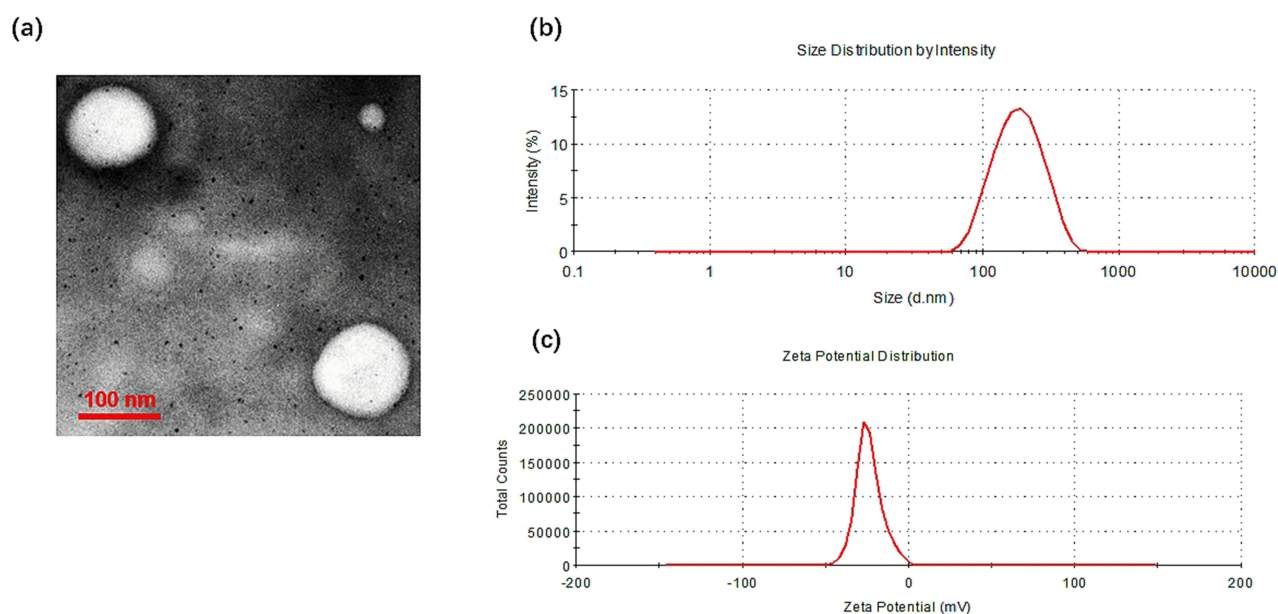 (a)
100 nm
(b)
Size Distribution by Intensity
Intensity (%)
15
10
5
0
0.1 1 10 100 1000 10000
Size (d.nm)
(c)
Zeta Potential Distribution
Total Counts
250000
200000
150000
100000
50000
0
-200 -100 0 100 200
Zeta Potential (mV)